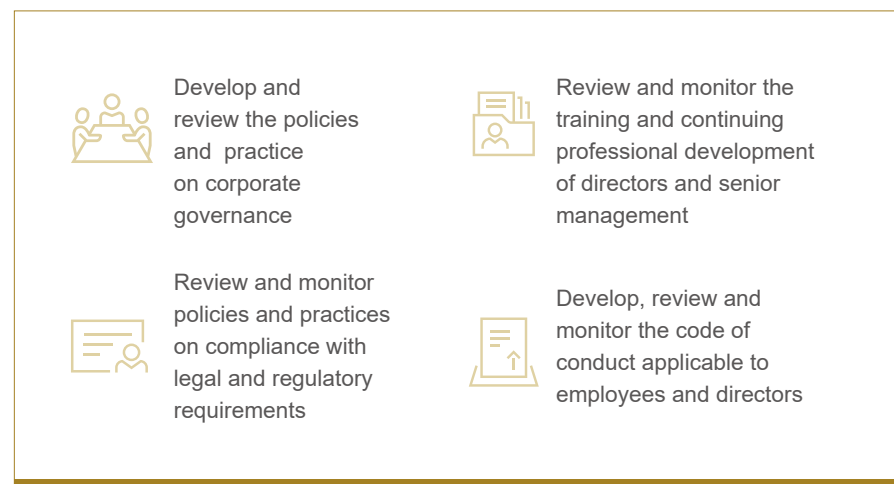 Develop and
review the policies
and  practice
on corporate
governance
Review and monitor the
training and continuing
professional development
of directors and senior
management
Review and monitor
policies and practices
on compliance with
legal and regulatory
requirements
Develop, review and
monitor the code of
conduct applicable to
employees and directors